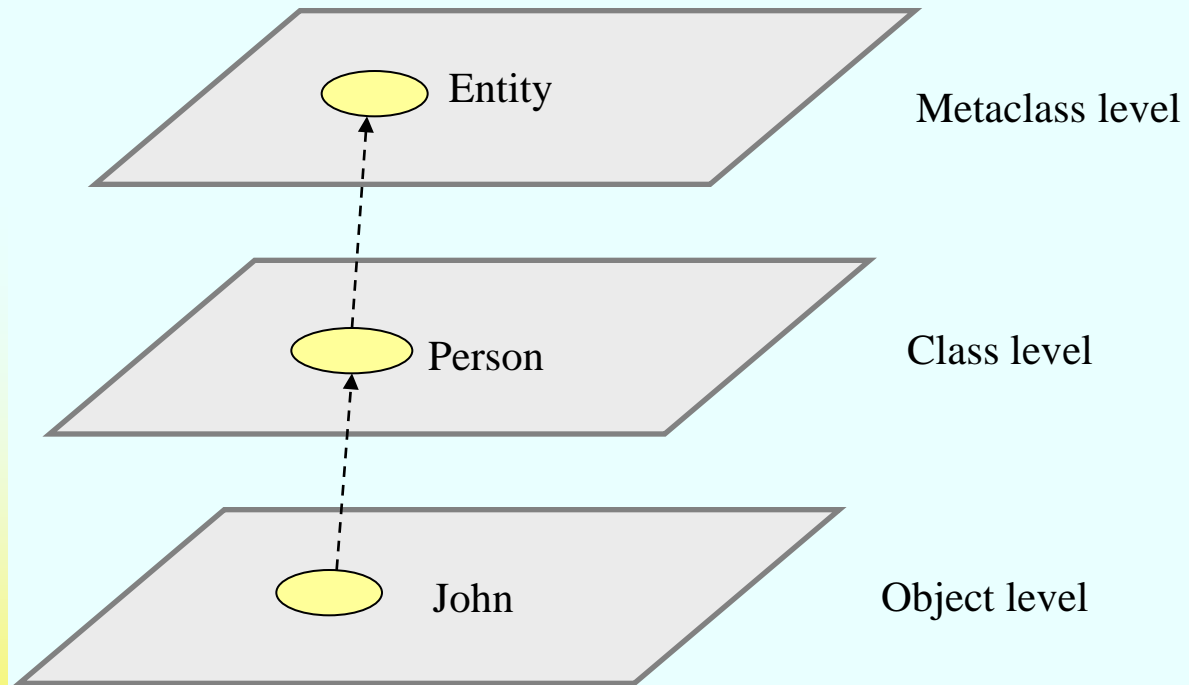 Entity
Metaclass level
Person
Class level
John
Object level